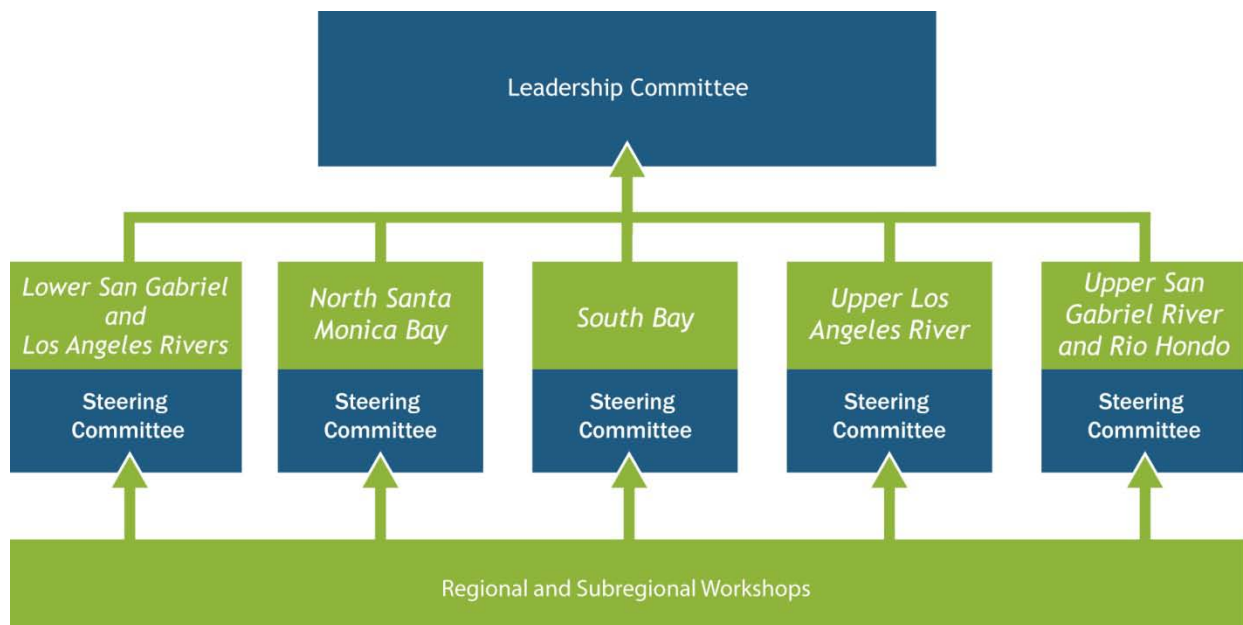 Leadership Committee
Lower San Gabriel
and
Los Angeles Rivers
Steering
Committee
North Santa
Monica Bay
Steering
Committee
South Bay
Steering
Committee
Upper Los
Angeles River
Steering
Committee
Upper San
Gabriel River
and Rio Hondo
Steering
Committee
Regional and Subregional Workshops